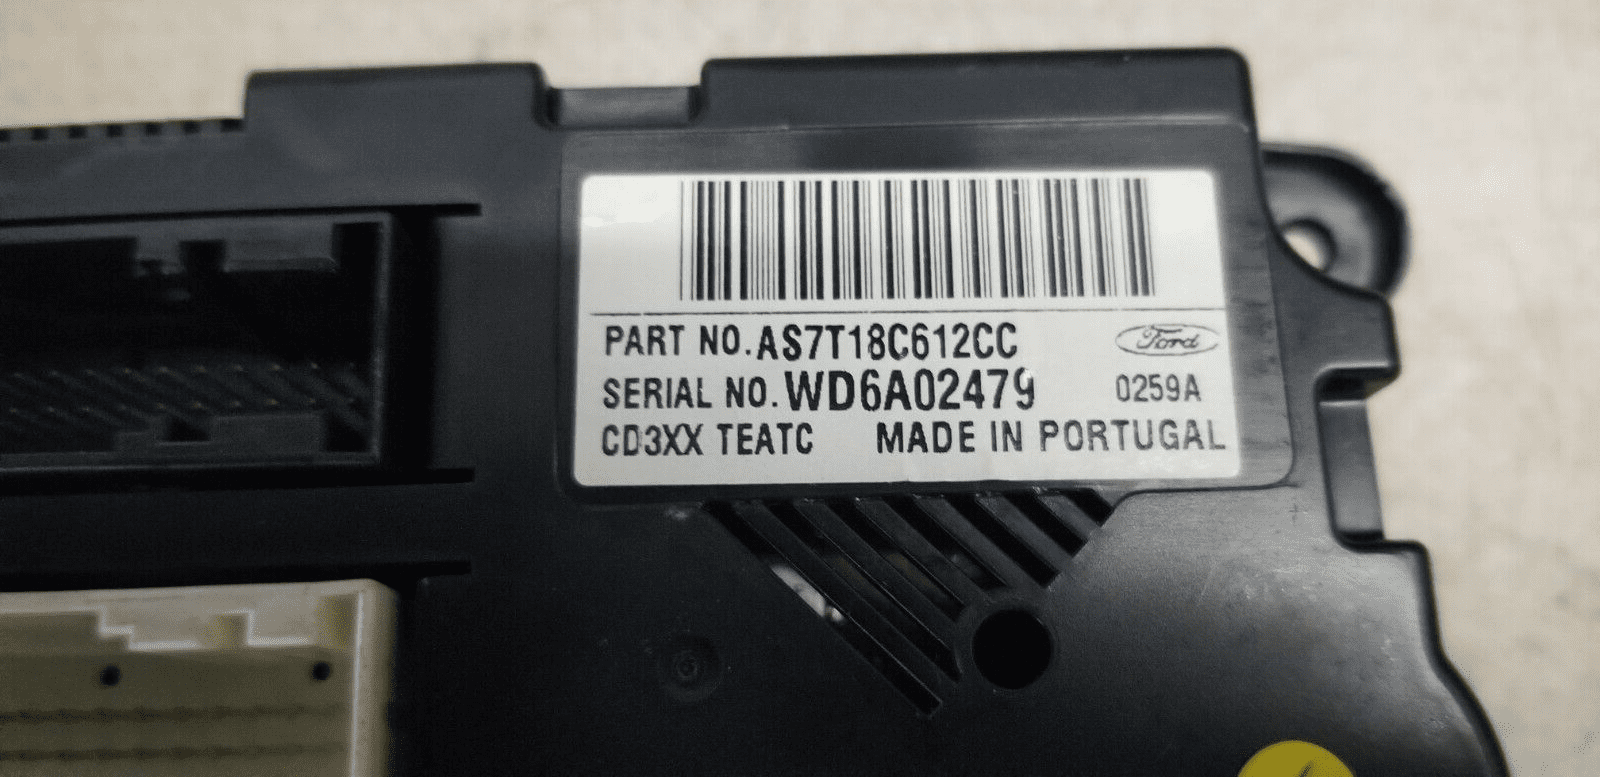 PART NO. AS7T18C612CC Ford
SERIAL NO. WD6A02479 0259A
CD3XX TEATC MADE IN PORTUGAL